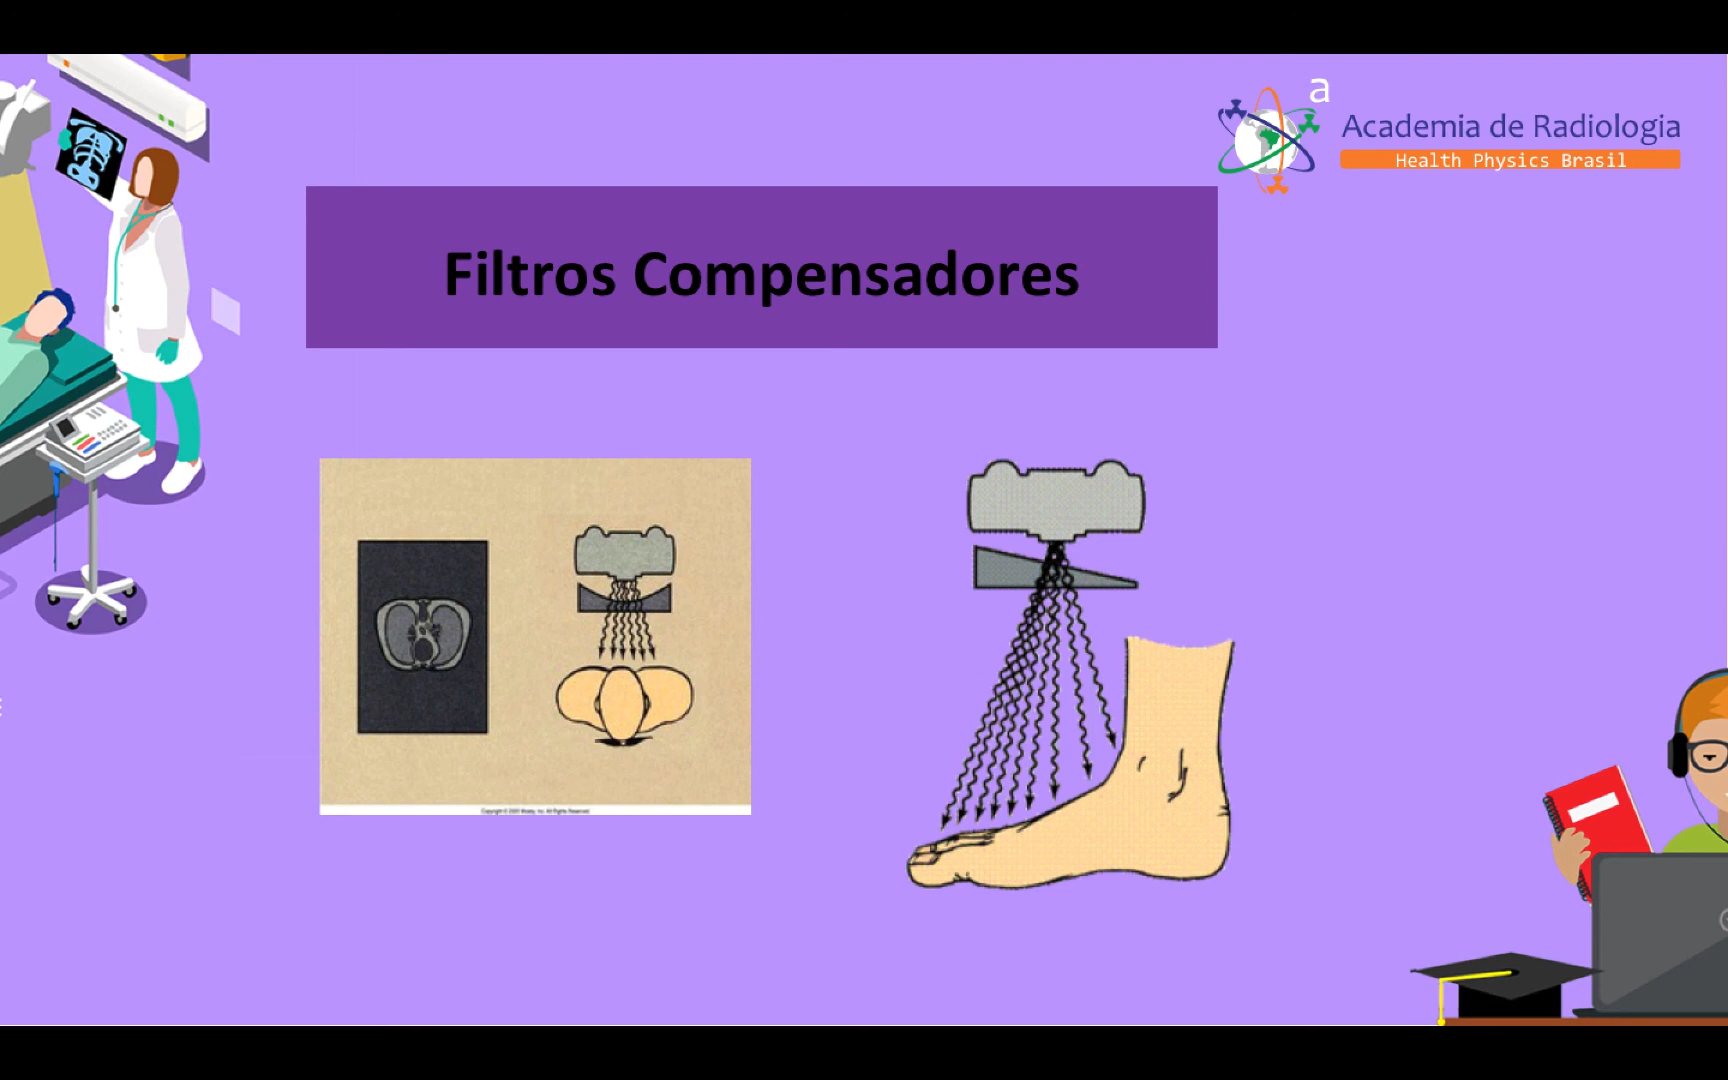 a
Academia de Radiologia
Health Physics Brasil
Filtros Compensadores